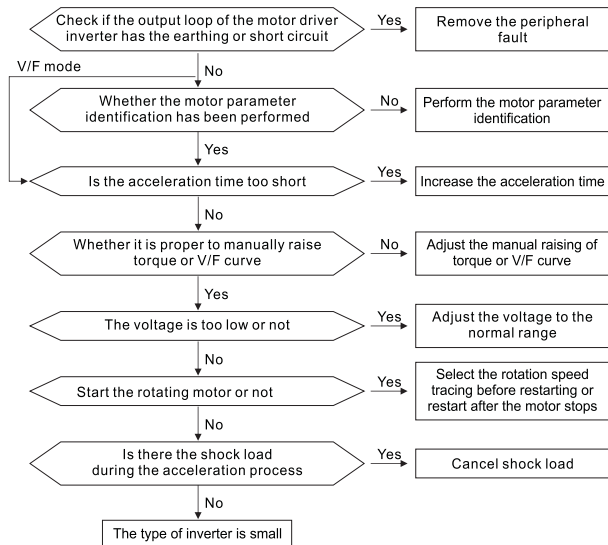 Check if the output loop of the motor driver
inverter has the earthing or short circuit
Yes
Remove the peripheral
fault
V/F mode
No
Whether the motor parameter
identification has been performed
No
Perform the motor parameter
identification
Yes
Is the acceleration time too short
Yes
Increase the acceleration time
No
Whether it is proper to manually raise
torque or V/F curve
No
Adjust the manual raising of
torque or V/F curve
Yes
The voltage is too low or not
Yes
Adjust the voltage to the
normal range
No
Start the rotating motor or not
Yes
Select the rotation speed
tracing before restarting or
restart after the motor stops
No
Is there the shock load
during the acceleration process
Yes
Cancel shock load
No
The type of inverter is small